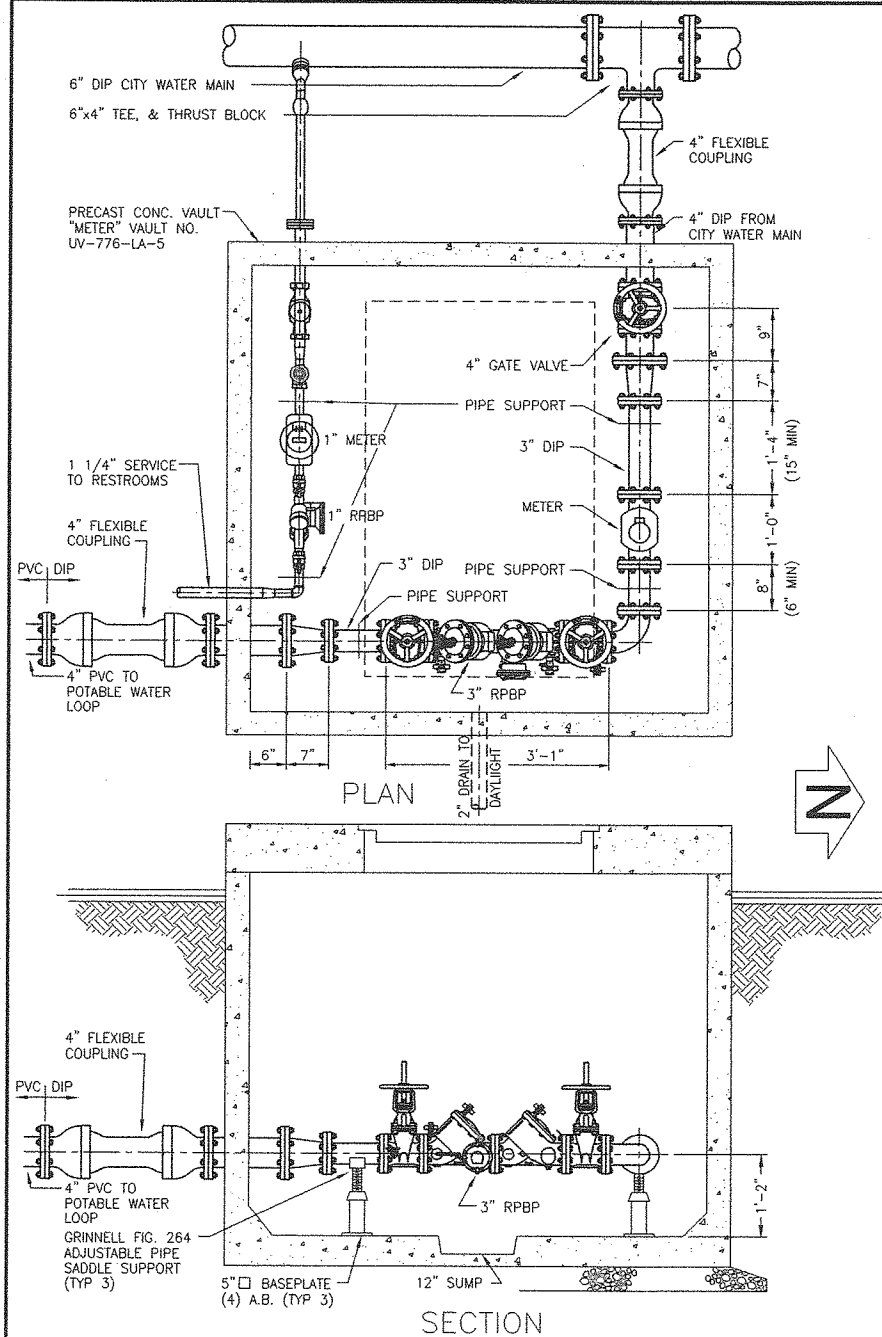 6" DIP CITY WATER MAIN
6"x4" TEE, & THRUST BLOCK
4" FLEXIBLE
COUPLING
PRECAST CONC. VAULT
"METER" VAULT NO.
UV-776-LA-5
4" DIP FROM
CITY WATER MAIN
4" GATE VALVE
9"
7"
PIPE SUPPORT
3" DIP
1'-4"
(15" MIN)
1" METER
METER
1'-0"
1 1/4" SERVICE
TO RESTROOMS
1" RPBP
4" FLEXIBLE
COUPLING
PVC DIP
3" DIP
PIPE SUPPORT
PIPE SUPPORT
8"
(6" MIN)
4" PVC TO
POTABLE WATER
LOOP
3" RPBP
6"
7"
2" DRAIN TO
DAYLIIGHT
3'-1"
PLAN
N
4" FLEXIBLE
COUPLING
PVC DIP
4" PVC TO
POTABLE WATER
LOOP
3" RPBP
1'-2"
GRINNELL FIG. 264
ADJUSTABLE PIPE
SADDLE SUPPORT
(TYP 3)
5"□ BASEPLATE
(4) A.B. (TYP 3)
12" SUMP
SECTION